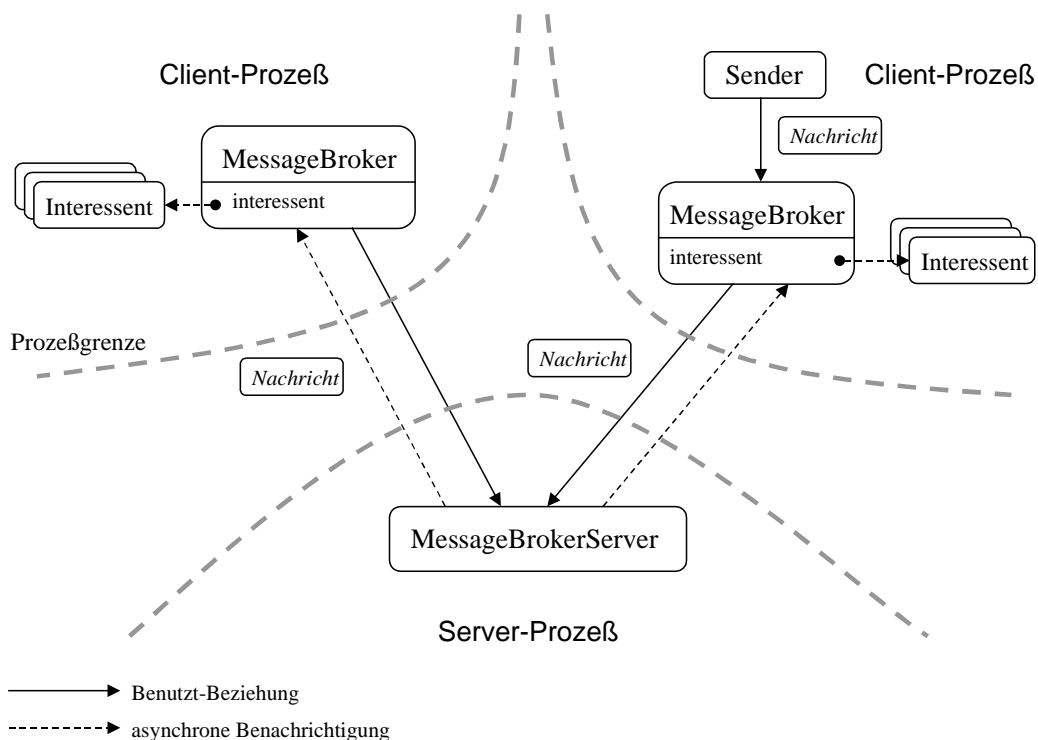 Client-Prozeß
Sender
Client-Prozeß
Nachricht
MessageBroker
interessent
Interessent
MessageBroker
interessent
Interessent
Prozeßgrenze
Nachricht
Nachricht
MessageBrokerServer
Server-Prozeß
Benutzt-Beziehung
asynchrone Benachrichtigung